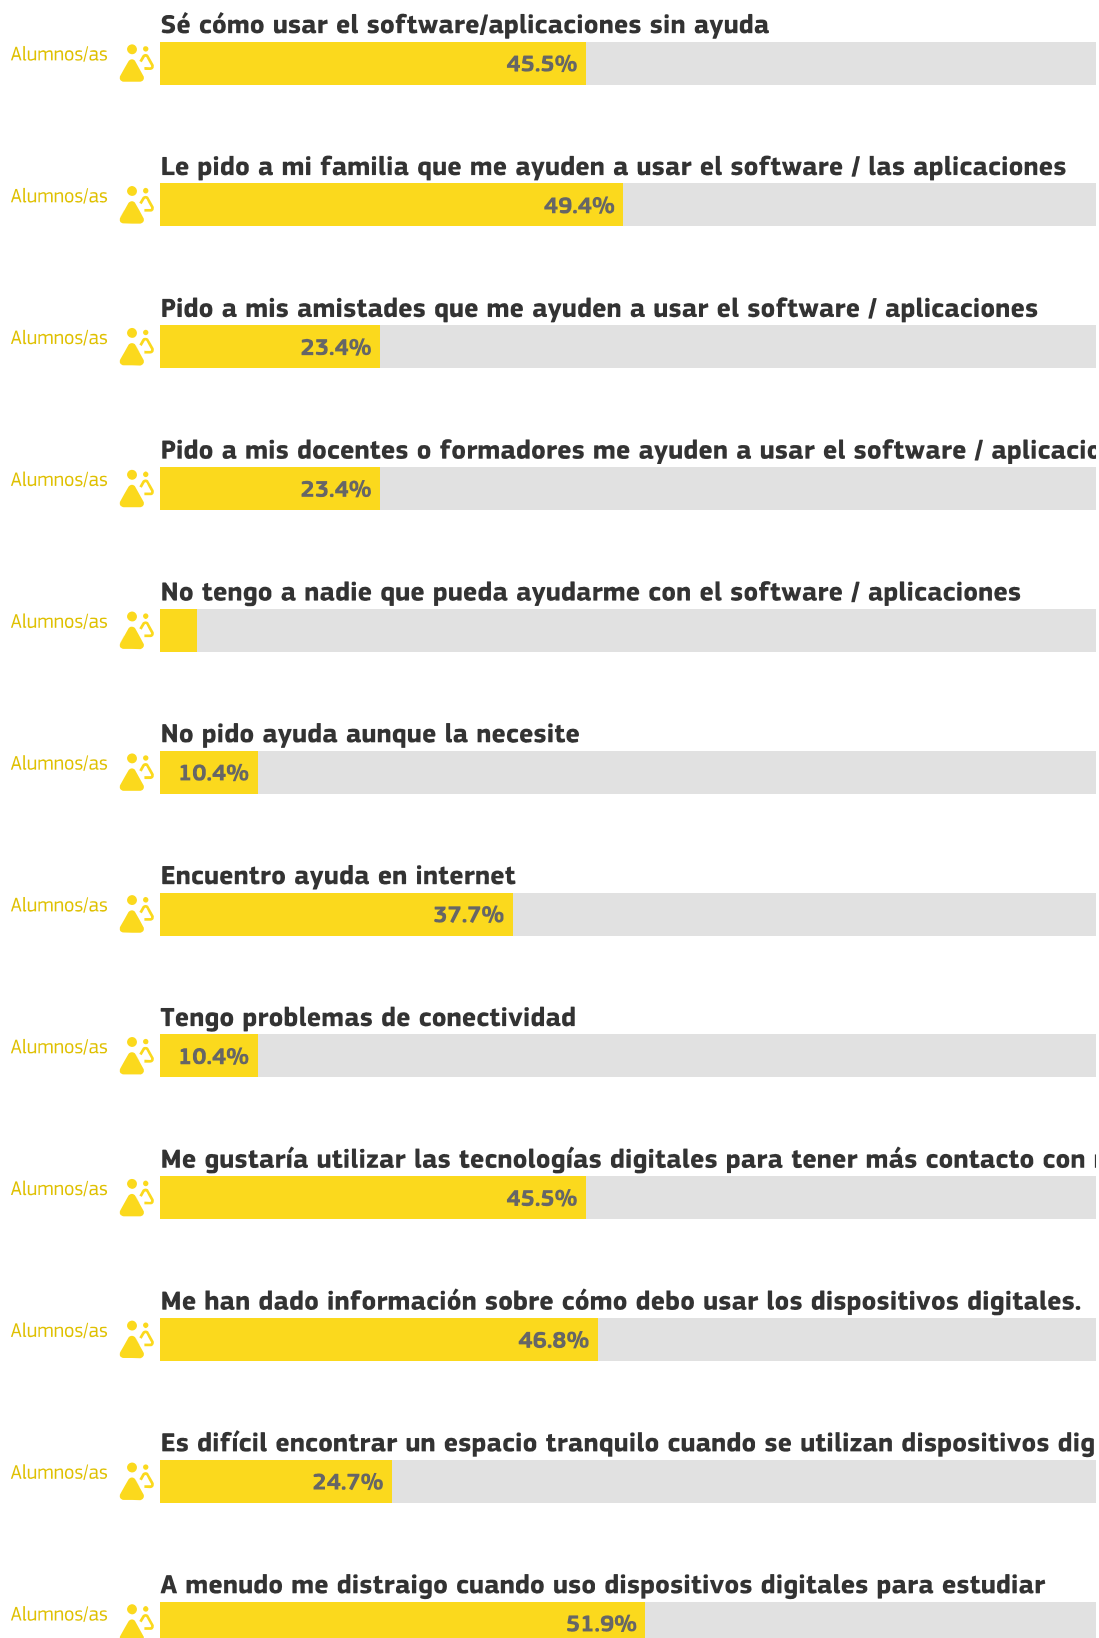 Sé cómo usar el software/aplicaciones sin ayuda
Alumnos/as
45.5%
Le pido a mi familia que me ayuden a usar el software / las aplicaciones
Alumnos/as
49.4%
Pido a mis amistades que me ayuden a usar el software / aplicaciones
Alumnos/as
23.4%
Pido a mis docentes o formadores me ayuden a usar el software / aplicacio
Alumnos/as
23.4%
No tengo a nadie que pueda ayudarme con el software / aplicaciones
Alumnos/as
No pido ayuda aunque la necesite
Alumnos/as
10.4%
Encuentro ayuda en internet
Alumnos/as
37.7%
Tengo problemas de conectividad
Alumnos/as
10.4%
Me gustaría utilizar las tecnologías digitales para tener más contacto con
Alumnos/as
45.5%
Me han dado información sobre cómo debo usar los dispositivos digitales.
Alumnos/as
46.8%
Es difícil encontrar un espacio tranquilo cuando se utilizan dispositivos dig
Alumnos/as
24.7%
A menudo me distraigo cuando uso dispositivos digitales para estudiar
Alumnos/as
51.9%